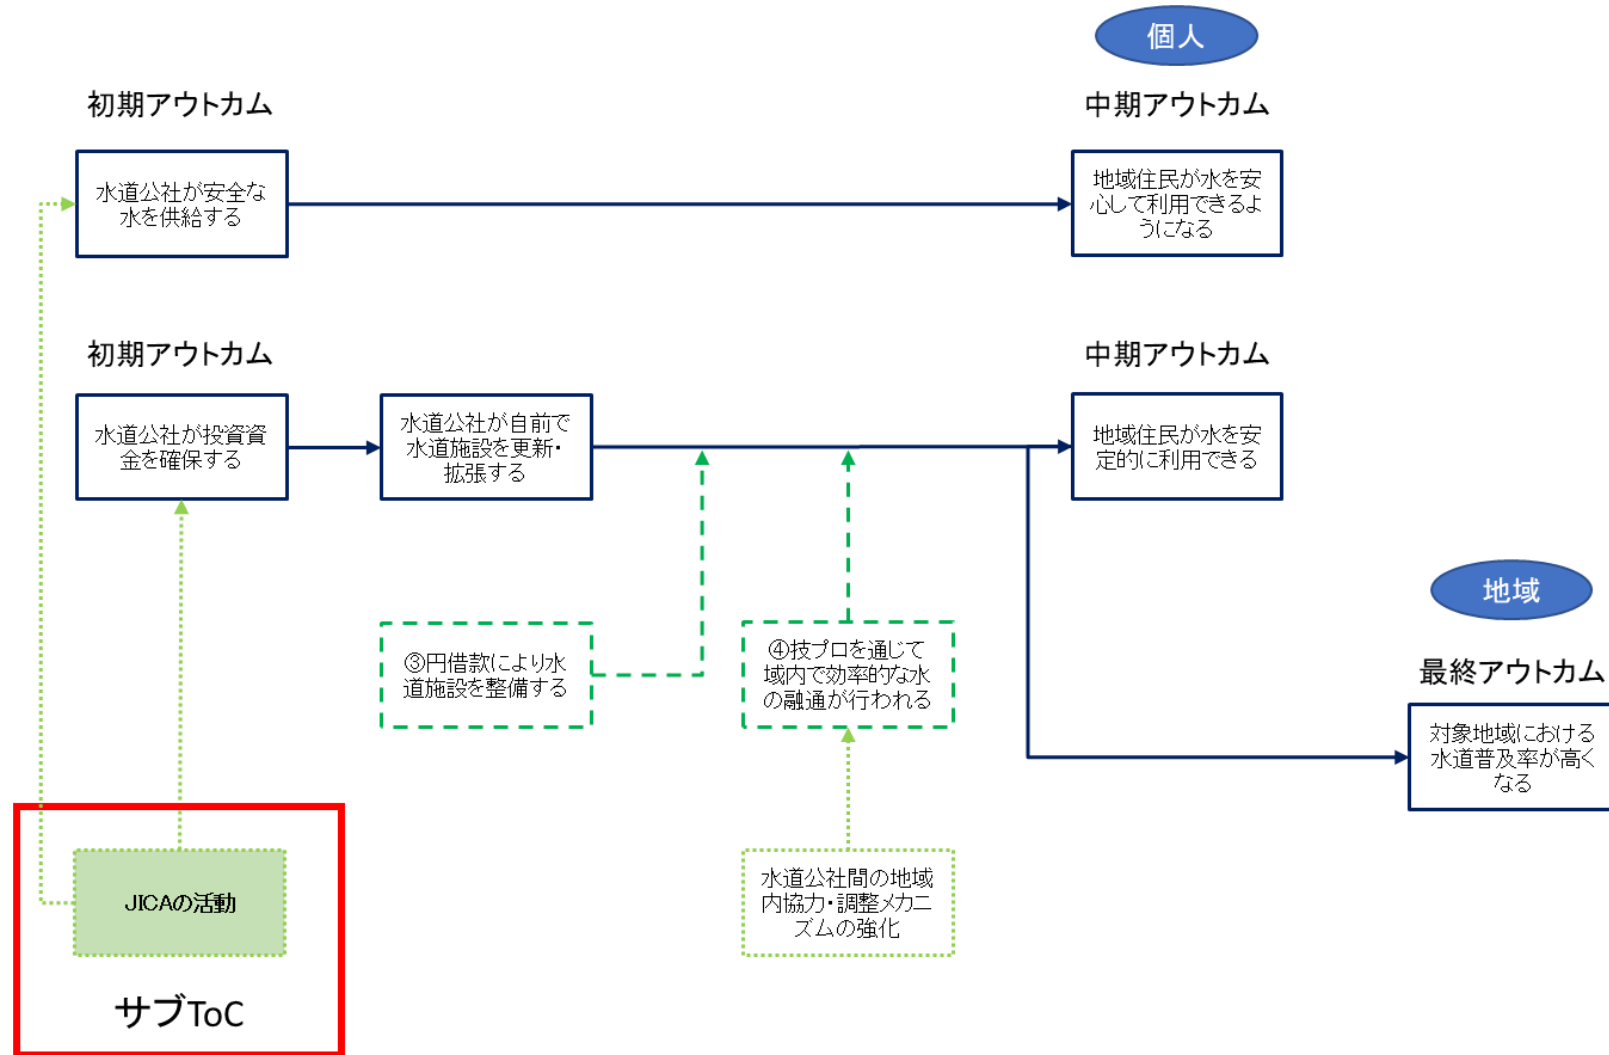 個人
初期アウトカム
中期アウトカム
水道公社が安全な
水を供給する
地域住民が水を安
心して利用できるよ
うになる
初期アウトカム
中期アウトカム
水道公社が投資資
金を確保する
水道公社が自前で
水道施設を更新・
拡張する
地域住民が水を安
定的に利用できる
地域
③円借款により水
道施設を整備する
④技プロを通じて
域内で効率的な水
の融通が行われる
最終アウトカム
対象地域における
水道普及率が高く
なる
JICAの活動
水道公社間の地域
内協力・調整メカニ
ズムの強化
サブToC